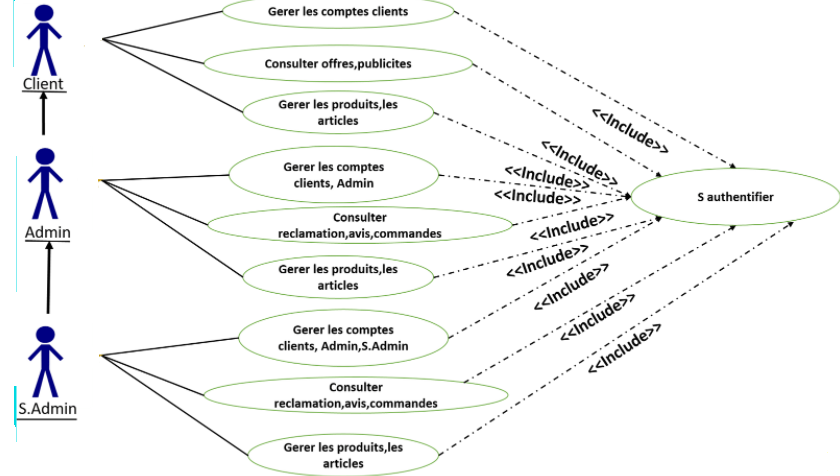 Gerer les comptes clients
Consulter offres,publicites
Client
Gerer les produits,les
articles
<<Include>>
<<Include>>
Gerer les comptes
clients, Admin
<<Include>>
<<Include>>
S authentifier
Admin
Consulter
reclamation,avis,commandes
<<Include>>
Gerer les produits,les
articles
<<Include>>
<<Include>>
Gerer les comptes
clients, Admin,S.Admin
<<Include>>
<<Include>>
S.Admin
Consulter
reclamation,avis,commandes
Gerer les produits,les
articles